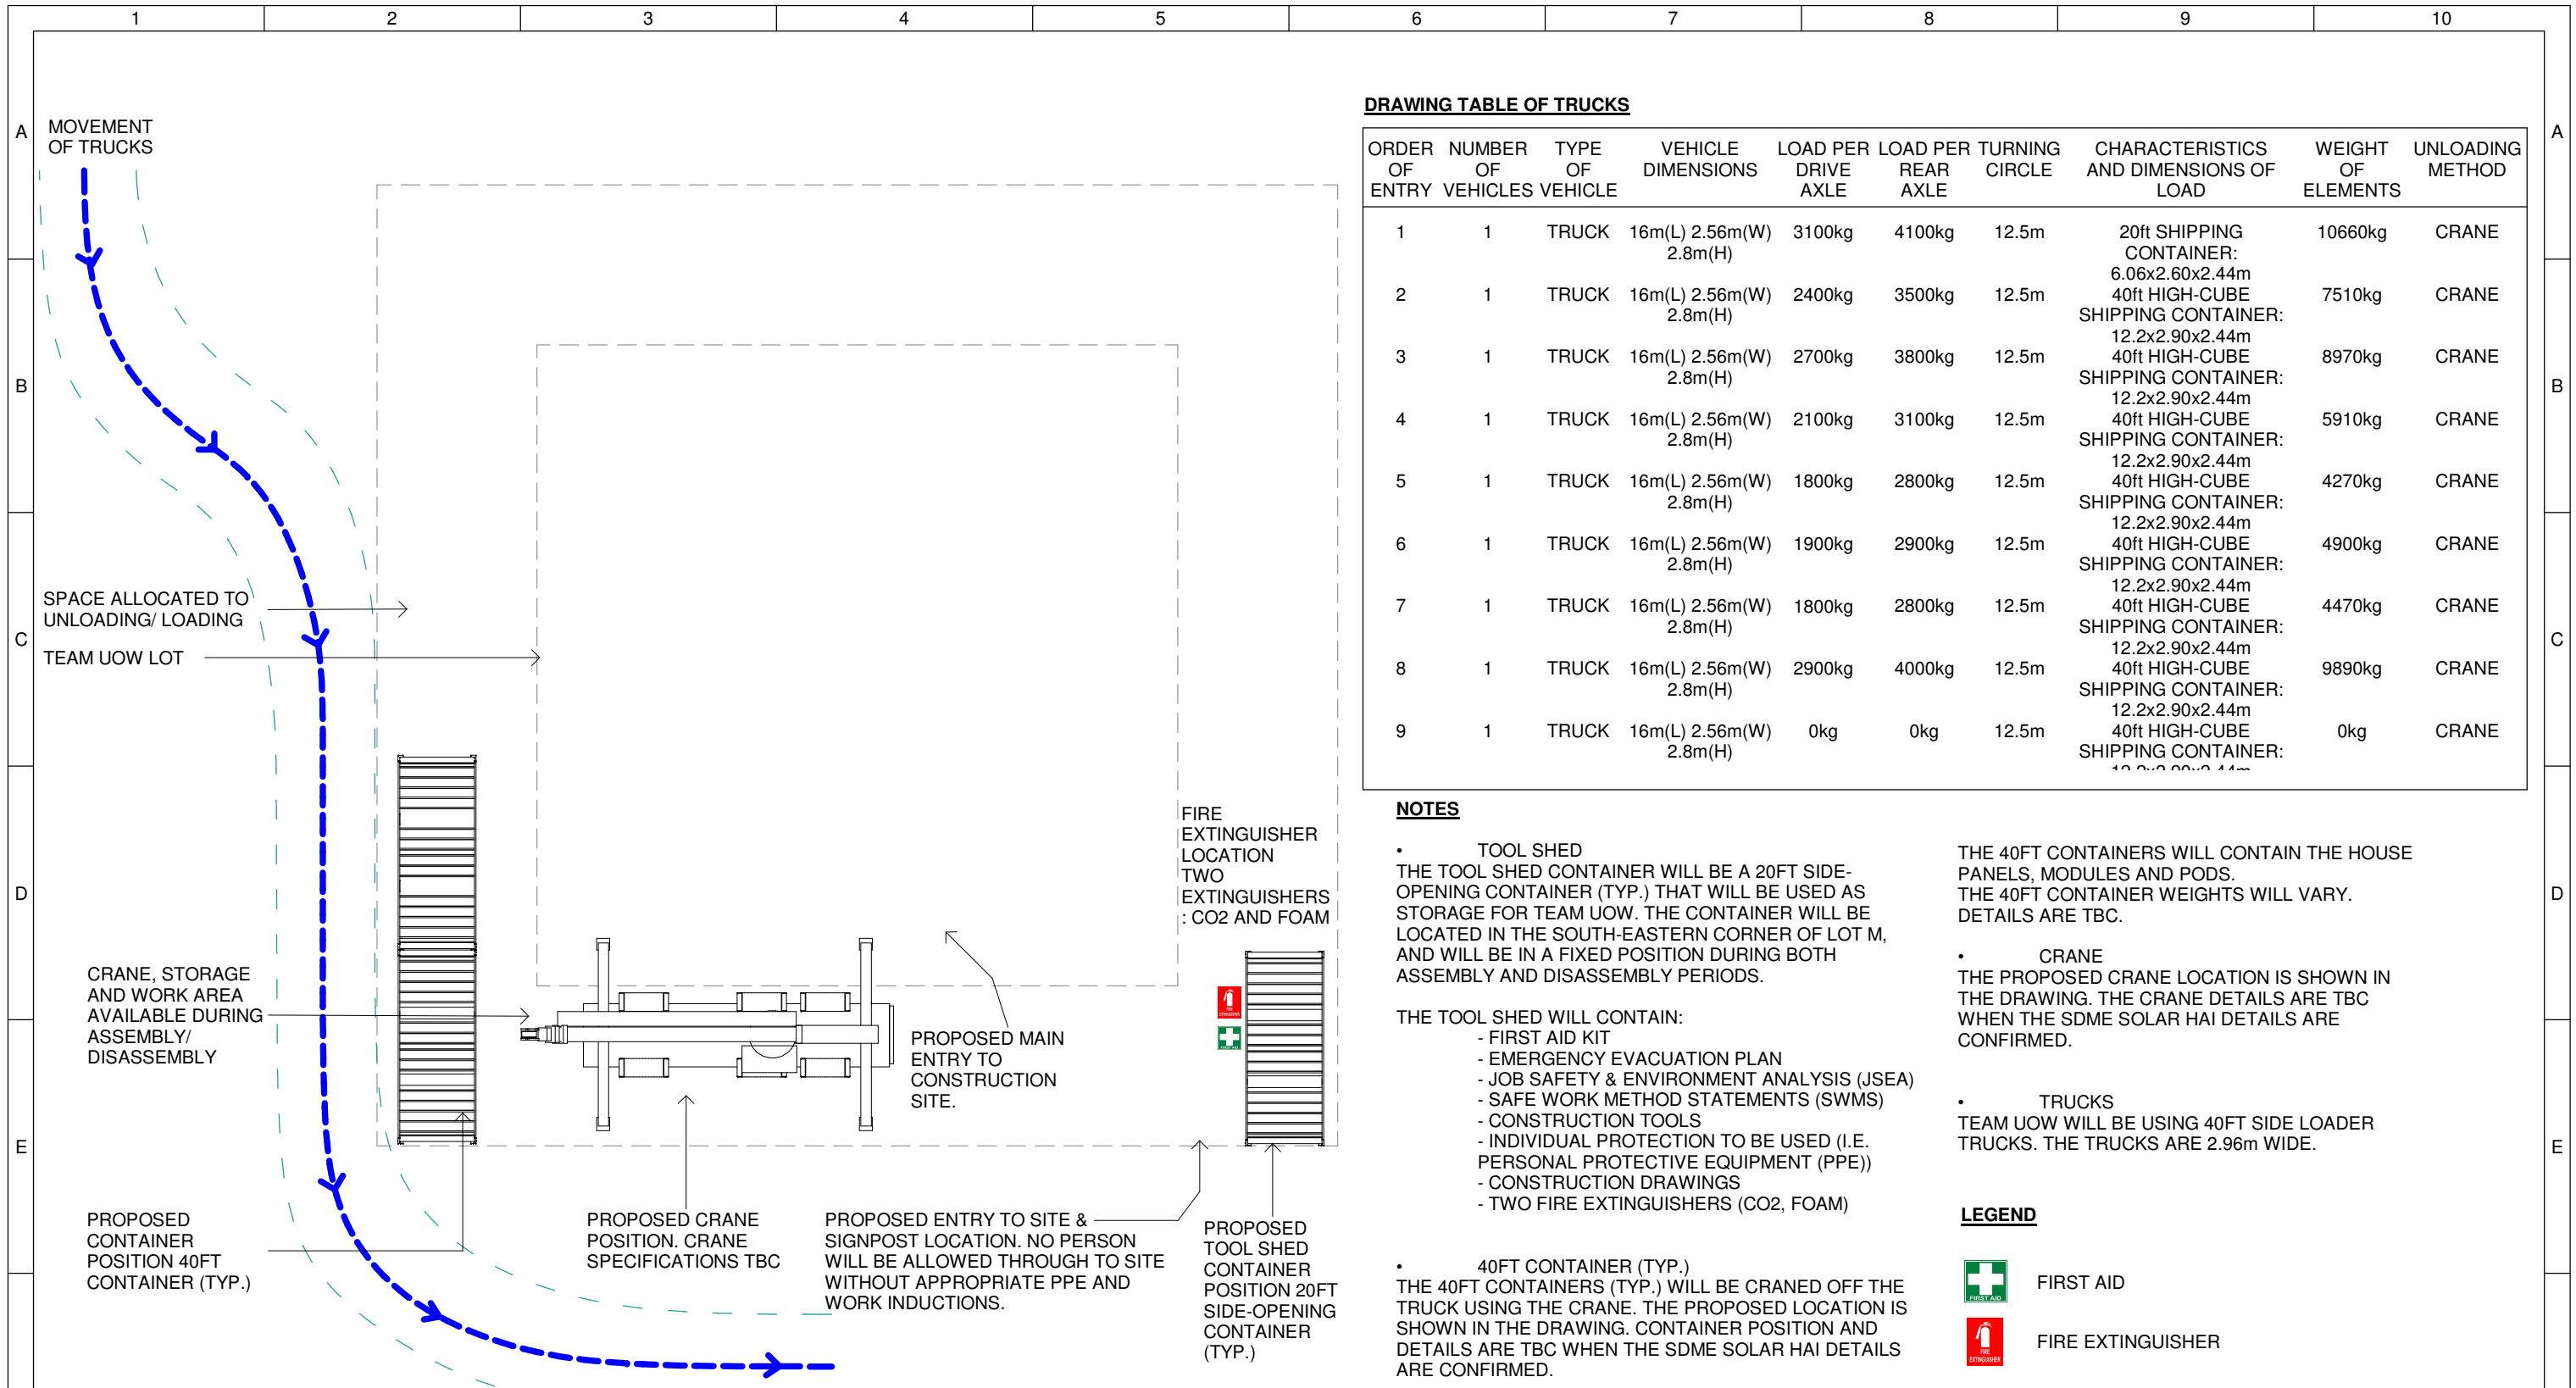 1 2 3 4 5 6 7 8 9 10
A
B
C
D
E
A
B
C
D
E
MOVEMENT
OF TRUCKS
SPACE ALLOCATED TO
UNLOADING/ LOADING
TEAM UOW LOT
CRANE, STORAGE
AND WORK AREA
AVAILABLE DURING
ASSEMBLY/
DISASSEMBLY
PROPOSED
CONTAINER
POSITION 40FT
CONTAINER (TYP.)
PROPOSED CRANE
POSITION. CRANE
SPECIFICATIONS TBC
PROPOSED ENTRY TO SITE &
SIGNPOST LOCATION. NO PERSON
WILL BE ALLOWED THROUGH TO SITE
WITHOUT APPROPRIATE PPE AND
WORK INDUCTIONS.
PROPOSED MAIN
ENTRY TO
CONSTRUCTION
SITE.
FIRE
EXTINGUISHER
LOCATION
TWO
EXTINGUISHERS
: CO2 AND FOAM
PROPOSED
TOOL SHED
CONTAINER
POSITION 20FT
SIDE-OPENING
CONTAINER
(TYP.)
DRAWING TABLE OF TRUCKS
ORDER NUMBER TYPE VEHICLE LOAD PER LOAD PER TURNING CHARACTERISTICS WEIGHT UNLOADING
OF OF OF DIMENSIONS DRIVE REAR CIRCLE AND DIMENSIONS OF OF METHOD
ENTRY VEHICLES VEHICLE AXLE AXLE LOAD ELEMENTS
1 1 TRUCK 16m(L) 2.56m(W) 3100kg 4100kg 12.5m 20ft SHIPPING 10660kg CRANE
2.8m(H) CONTAINER:
6.06x2.60x2.44m
2 1 TRUCK 16m(L) 2.56m(W) 2400kg 3500kg 12.5m 40ft HIGH-CUBE 7510kg CRANE
2.8m(H) SHIPPING CONTAINER:
12.2x2.90x2.44m
3 1 TRUCK 16m(L) 2.56m(W) 2700kg 3800kg 12.5m 40ft HIGH-CUBE 8970kg CRANE
2.8m(H) SHIPPING CONTAINER:
12.2x2.90x2.44m
4 1 TRUCK 16m(L) 2.56m(W) 2100kg 3100kg 12.5m 40ft HIGH-CUBE 5910kg CRANE
2.8m(H) SHIPPING CONTAINER:
12.2x2.90x2.44m
5 1 TRUCK 16m(L) 2.56m(W) 1800kg 2800kg 12.5m 40ft HIGH-CUBE 4270kg CRANE
2.8m(H) SHIPPING CONTAINER:
12.2x2.90x2.44m
6 1 TRUCK 16m(L) 2.56m(W) 1900kg 2900kg 12.5m 40ft HIGH-CUBE 4900kg CRANE
2.8m(H) SHIPPING CONTAINER:
12.2x2.90x2.44m
7 1 TRUCK 16m(L) 2.56m(W) 1800kg 2800kg 12.5m 40ft HIGH-CUBE 4470kg CRANE
2.8m(H) SHIPPING CONTAINER:
12.2x2.90x2.44m
8 1 TRUCK 16m(L) 2.56m(W) 2900kg 4000kg 12.5m 40ft HIGH-CUBE 9890kg CRANE
2.8m(H) SHIPPING CONTAINER:
12.2x2.90x2.44m
9 1 TRUCK 16m(L) 2.56m(W) 0kg 0kg 12.5m 40ft HIGH-CUBE 0kg CRANE
2.8m(H) SHIPPING CONTAINER:
NOTES
• TOOL SHED
THE TOOL SHED CONTAINER WILL BE A 20FT SIDE-
OPENING CONTAINER (TYP.) THAT WILL BE USED AS
STORAGE FOR TEAM UOW. THE CONTAINER WILL BE
LOCATED IN THE SOUTH-EASTERN CORNER OF LOT M,
AND WILL BE IN A FIXED POSITION DURING BOTH
ASSEMBLY AND DISASSEMBLY PERIODS.
THE TOOL SHED WILL CONTAIN:
- FIRST AID KIT
- EMERGENCY EVACUATION PLAN
- JOB SAFETY & ENVIRONMENT ANALYSIS (JSEA)
- SAFE WORK METHOD STATEMENTS (SWMS)
- CONSTRUCTION TOOLS
- INDIVIDUAL PROTECTION TO BE USED (I.E.
PERSONAL PROTECTIVE EQUIPMENT (PPE))
- CONSTRUCTION DRAWINGS
- TWO FIRE EXTINGUISHERS (CO2, FOAM)
• 40FT CONTAINER (TYP.)
THE 40FT CONTAINERS (TYP.) WILL BE CRANED OFF THE
TRUCK USING THE CRANE. THE PROPOSED LOCATION IS
SHOWN IN THE DRAWING. CONTAINER POSITION AND
DETAILS ARE TBC WHEN THE SDME SOLAR HAI DETAILS
ARE CONFIRMED.
THE 40FT CONTAINERS WILL CONTAIN THE HOUSE
PANELS, MODULES AND PODS.
THE 40FT CONTAINER WEIGHTS WILL VARY.
DETAILS ARE TBC.
• CRANE
THE PROPOSED CRANE LOCATION IS SHOWN IN
THE DRAWING. THE CRANE DETAILS ARE TBC
WHEN THE SDME SOLAR HAI DETAILS ARE
CONFIRMED.
• TRUCKS
TEAM UOW WILL BE USING 40FT SIDE LOADER
TRUCKS. THE TRUCKS ARE 2.96m WIDE.
LEGEND
FIRST AID
FIRST AID
FIRE
EXTINGUISHER
FIRE EXTINGUISHER